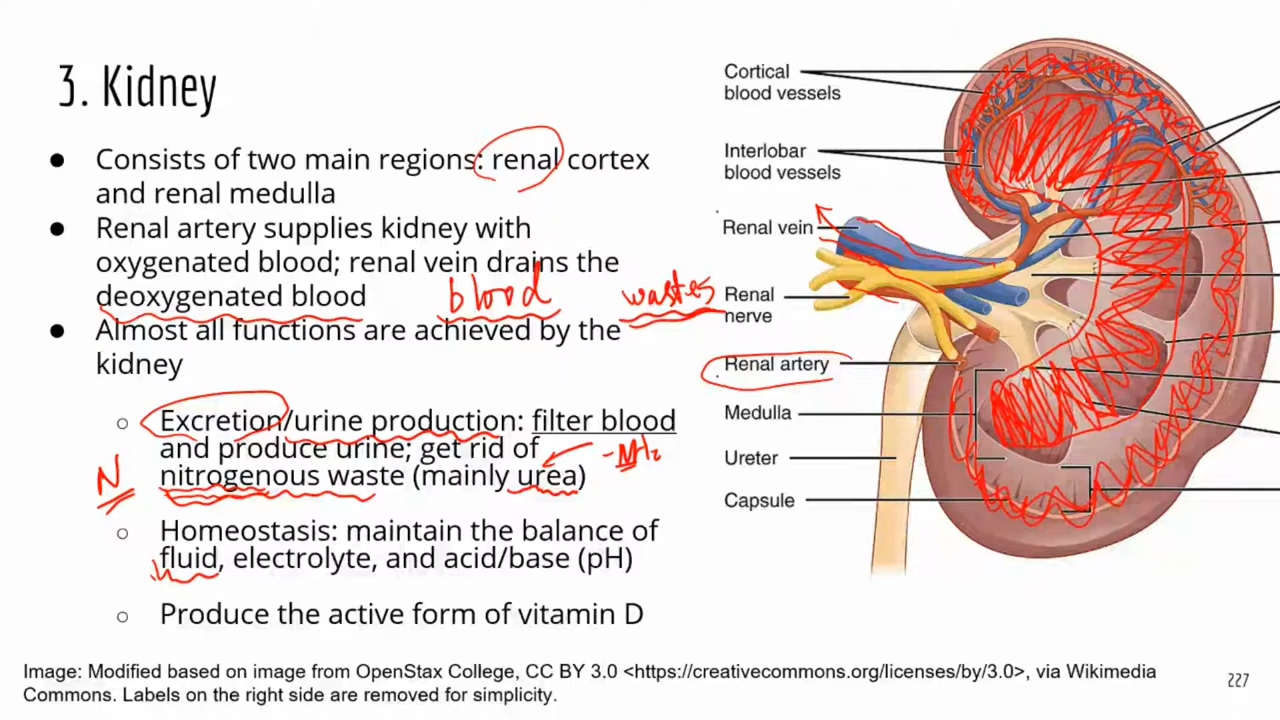 3. Kidney
● Consists of two main regions: renal cortex
and renal medulla
● Renal artery supplies kidney with
oxygenated blood; renal vein drains the
deoxygenated blood
blood
wastes
● Almost all functions are achieved by the
kidney
○ Excretion/urine production: filter blood
and produce urine; get rid of
nitrogenous waste (mainly urea)
N
○ Homeostasis: maintain the balance of
fluid, electrolyte, and acid/base (pH)
○ Produce the active form of vitamin D
Cortical
blood vessels
Interlobar
blood vessels
Renal vein
Renal
nerve
Renal artery
Medulla
Ureter
Capsule
Image: Modified based on image from OpenStax College, CC BY 3.0 <https://creativecommons.org/licenses/by/3.0>, via Wikimedia
Commons. Labels on the right side are removed for simplicity.
227